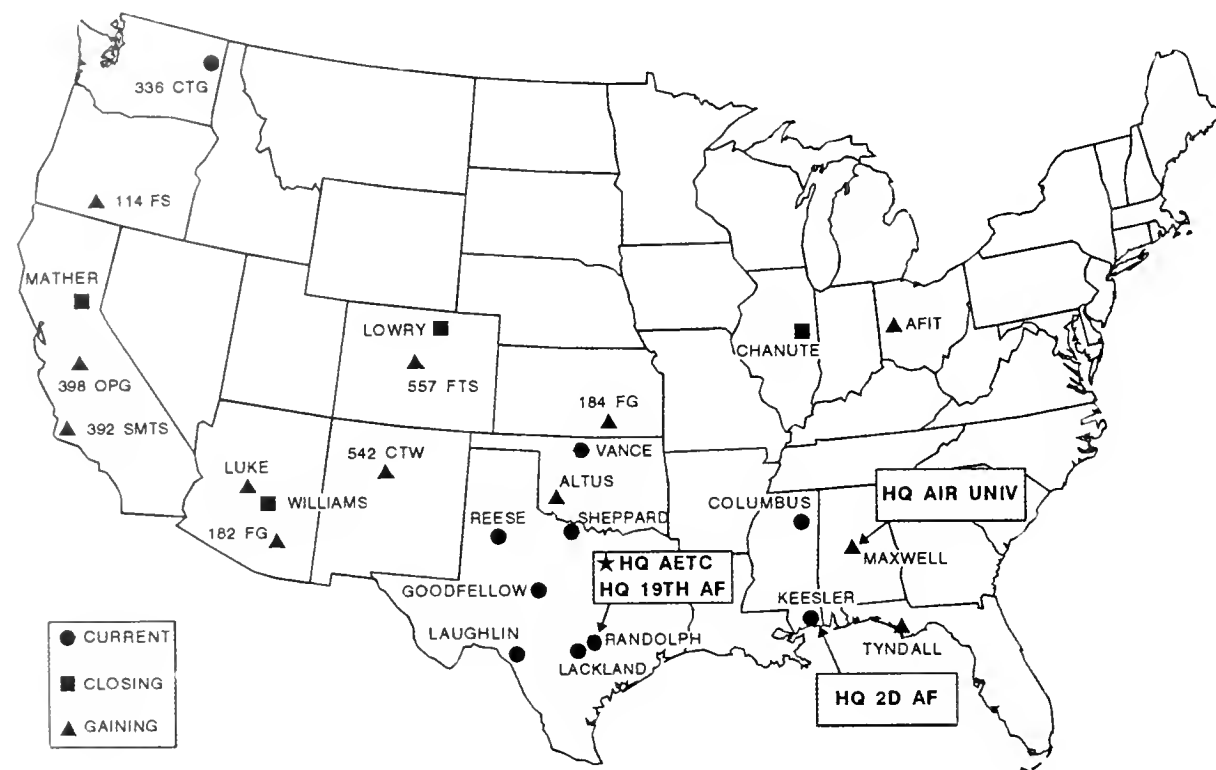 336 CTG
114 FS
MATHER
LOWRY
CHANUTE
AFIT
398 OPG
557 FTS
184 FG
392 SMTS
542 CTW
VANCE
LUKE
ALTUS
WILLIAMS
HQ AIR UNIV
COLUMBUS
REESE
SHEPPARD
182 FG
MAXWELL
★HQ AETC
HQ 19TH AF
GOODFELLOW
KEESLER
LAUGHLIN
RANDOLPH
TYNDALL
LACKLAND
HQ 2D AF
CURRENT
CLOSING
GAINING